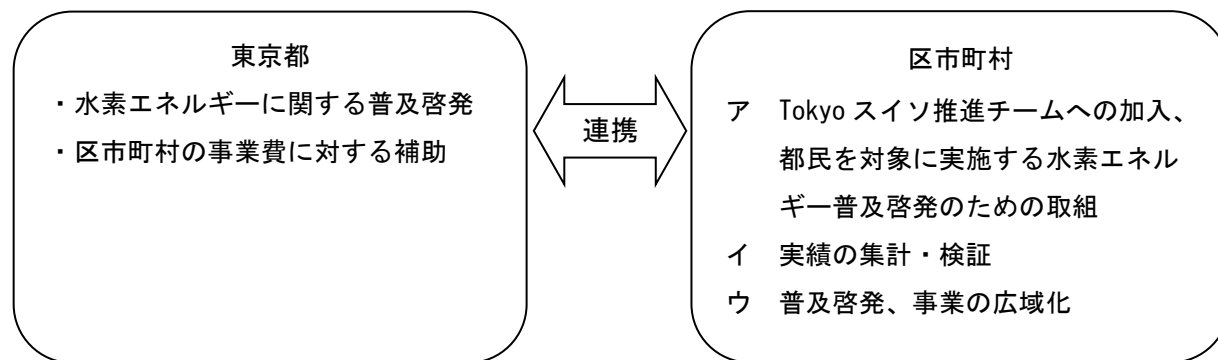 東京都
・水素エネルギーに関する普及啓発
・区市町村の事業費に対する補助
連携
区市町村
ア Tokyo スイソ推進チームへの加入、
都民を対象に実施する水素エネル
ギー普及啓発のための取組
イ 実績の集計・検証
ウ 普及啓発、事業の広域化